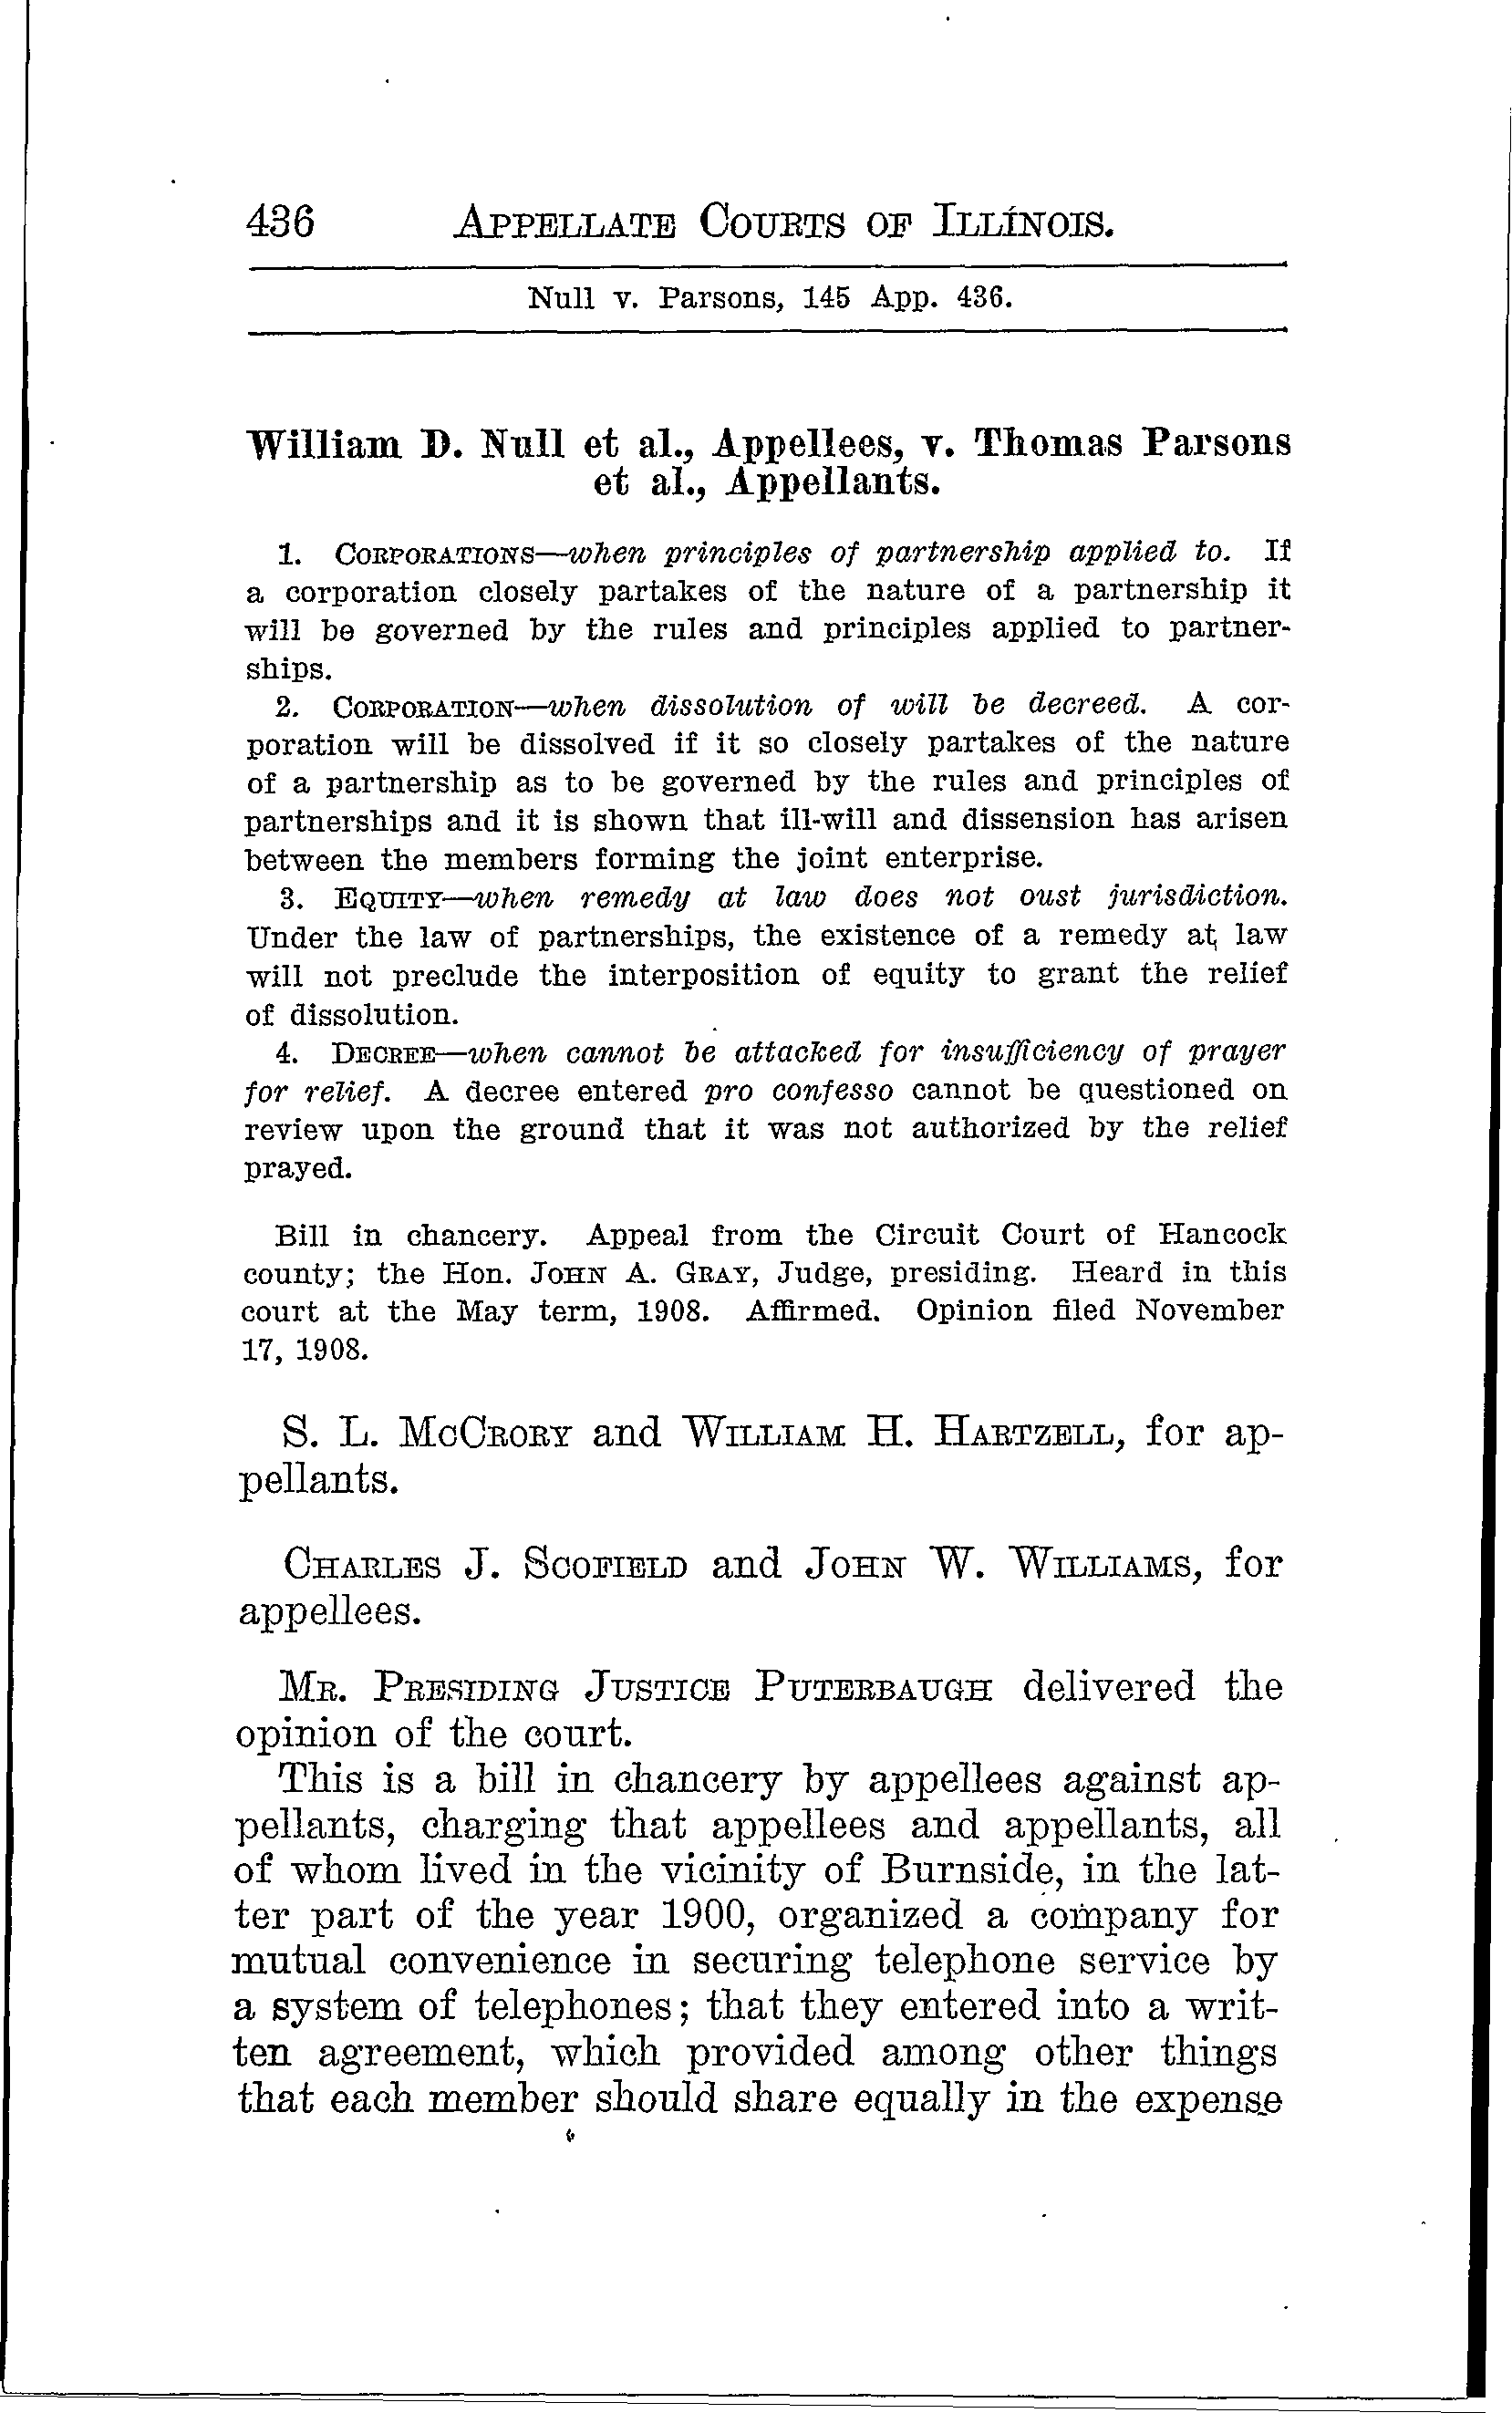 436 APPELLATE COURTS OF ILLINOIS.
Null v. Parsons, 145 App. 436.
William D. Null et al., Appellees, v. Thomas Parsons
et al., Appellants.
1. CORPORATIONS—when principles of partnership applied to. If
a corporation closely partakes of the nature of a partnership it
will be governed by the rules and principles applied to partner-
ships.
2. CORPORATION—when dissolution of will be decreed. A cor-
poration will be dissolved if it so closely partakes of the nature
of a partnership as to be governed by the rules and principles of
partnerships and it is shown that ill-will and dissension has arisen
between the members forming the joint enterprise.
3. EQUITY—when remedy at law does not oust jurisdiction.
Under the law of partnerships, the existence of a remedy at law
will not preclude the interposition of equity to grant the relief
of dissolution.
4. DECREE—when cannot be attacked for insufficiency of prayer
for relief. A decree entered pro confesso cannot be questioned on
review upon the ground that it was not authorized by the relief
prayed.
Bill in chancery. Appeal from the Circuit Court of Hancock
county; the Hon. JOHN A. GRAY, Judge, presiding. Heard in this
court at the May term, 1908. Affirmed. Opinion filed November
17, 1908.
S. L. MCCRORY and WILLIAM H. HARTZELL, for ap-
pellants.
CHARLES J. SCOFIELD and JOHN W. WILLIAMS, for
appellees.
MR. PRESIDING JUSTICE PUTERBAUGH delivered the
opinion of the court.
This is a bill in chancery by appellees against ap-
pellants, charging that appellees and appellants, all
of whom lived in the vicinity of Burnside, in the lat-
ter part of the year 1900, organized a company for
mutual convenience in securing telephone service by
a system of telephones; that they entered into a writ-
ten agreement, which provided among other things
that each member should share equally in the expense